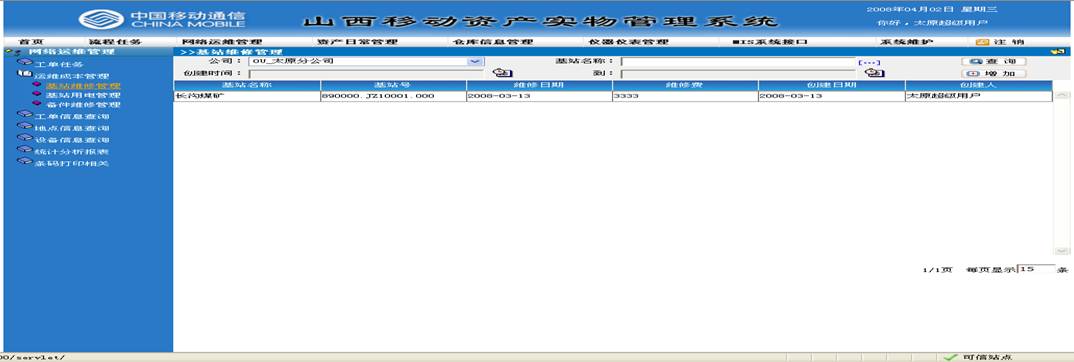 中国移动通信
CHINA MOBILE
山西移动资产实物管理系统
2008年04月02日 星期三
你好，太原超级用户
首页 流程任务 网络运维管理 资产日常管理 仓库信息管理 仪器仪表管理 MIS系统接口 系统维护 注 销
网络运维管理
工单任务
运维成本管理
基站维修管理
基站用电管理
备件维修管理
工单信息查询
地点信息查询
设备信息查询
统计分析报表
条码打印相关
>>基站维修管理
公司： OU_太原分公司 基站名称： [...] 查 询
创建时间： 到： 增 加
基站名称 基站号 维修日期 维修费 创建日期 创建人
长沟煤矿 890000.JZ10001.000 2008-03-13 3333 2008-03-13 太原超级用户
1/1页 每页显示 15 条
00/servlet/ 可信站点